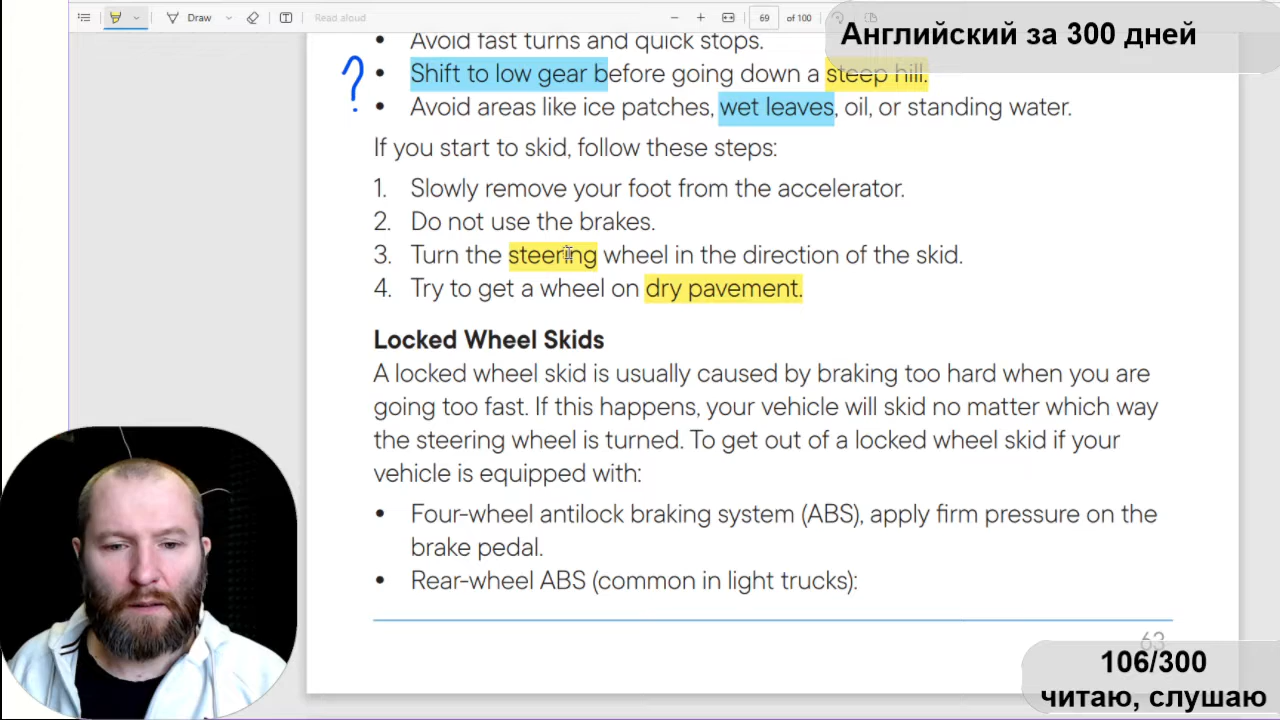 Draw
Read aloud
69 of 100
Английский за 300 дней
• Avoid fast turns and quick stops.
? • Shift to low gear before going down a steep hill.
• Avoid areas like ice patches, wet leaves, oil, or standing water.
If you start to skid, follow these steps:
1. Slowly remove your foot from the accelerator.
2. Do not use the brakes.
3. Turn the steering wheel in the direction of the skid.
4. Try to get a wheel on dry pavement.
Locked Wheel Skids
A locked wheel skid is usually caused by braking too hard when you are
going too fast. If this happens, your vehicle will skid no matter which way
the steering wheel is turned. To get out of a locked wheel skid if your
vehicle is equipped with:
• Four-wheel antilock braking system (ABS), apply firm pressure on the
brake pedal.
• Rear-wheel ABS (common in light trucks):
63
106/300
читаю, слушаю